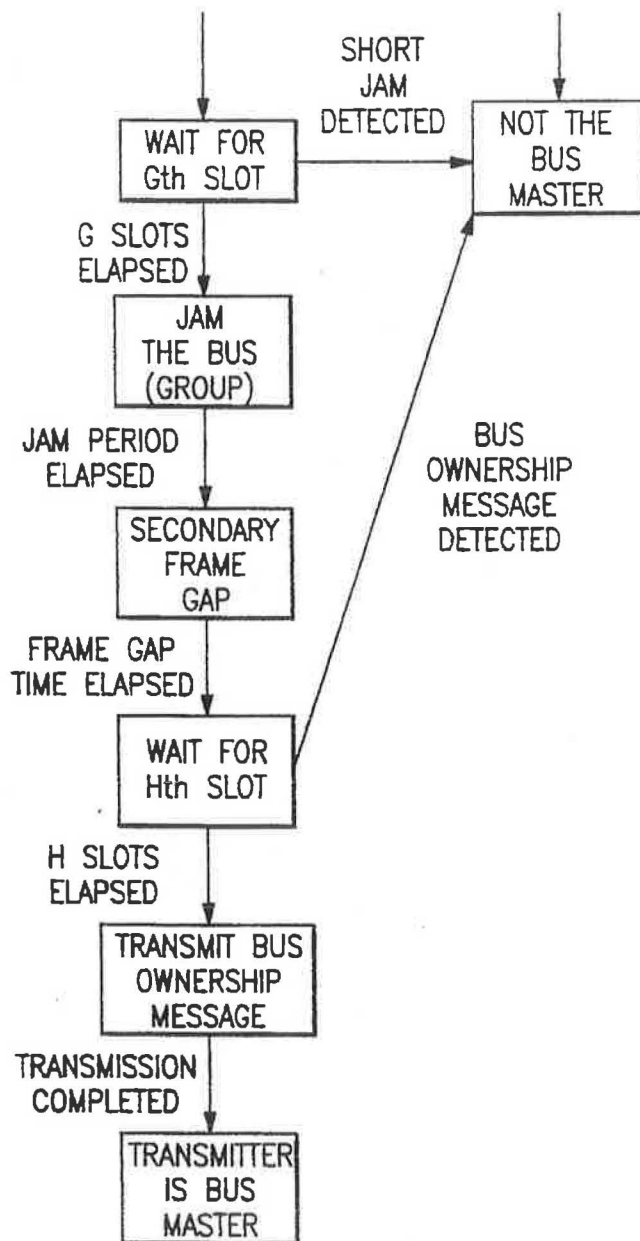 SHORT
JAM
DETECTED
WAIT FOR
Gth SLOT
NOT THE
BUS
MASTER
G SLOTS
ELAPSED
JAM
THE BUS
(GROUP)
JAM PERIOD
ELAPSED
BUS
OWNERSHIP
MESSAGE
DETECTED
SECONDARY
FRAME
GAP
FRAME GAP
TIME ELAPSED
WAIT FOR
Hth SLOT
H SLOTS
ELAPSED
TRANSMIT BUS
OWNERSHIP
MESSAGE
TRANSMISSION
COMPLETED
TRANSMITTER
IS BUS
MASTER